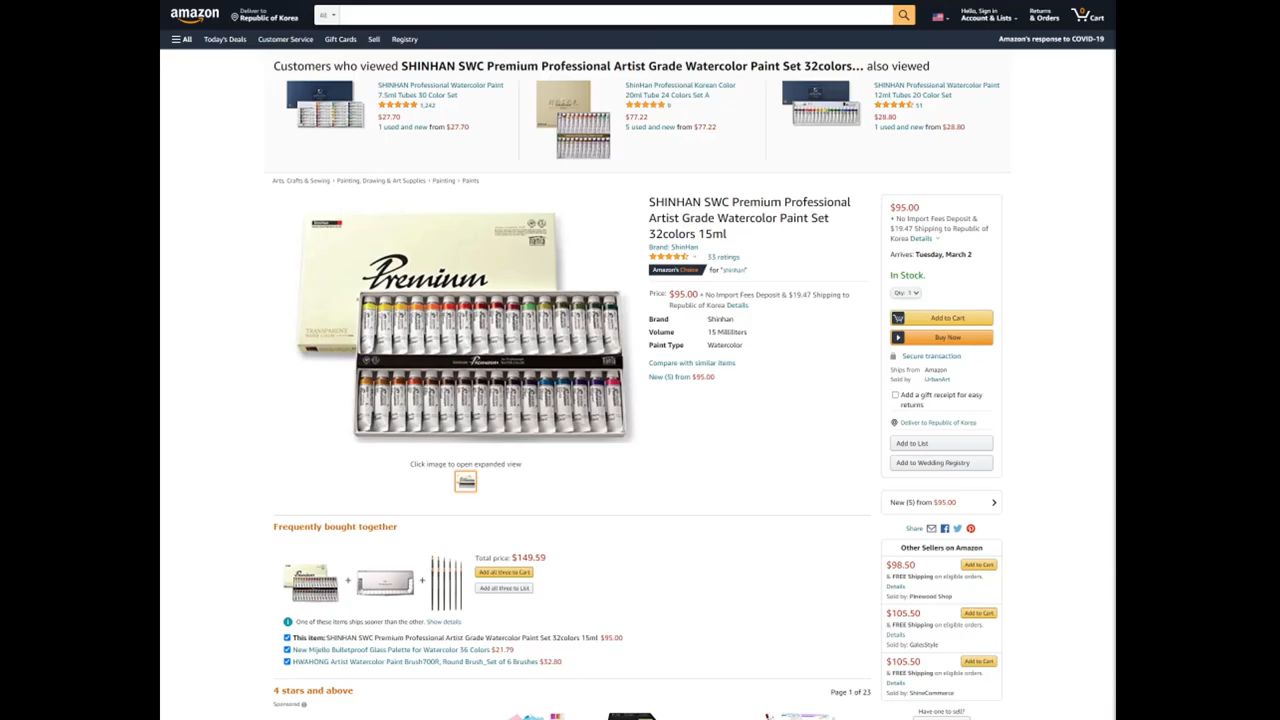 amazon
Deliver to
Republic of Korea
All
Hello, Sign in
Account & Lists
Returns
& Orders
0
Cart
All
Today's Deals
Customer Service
Gift Cards
Sell
Registry
Amazon's response to COVID-19
Customers who viewed SHINHAN SWC Premium Professional Artist Grade Watercolor Paint Set 32colors... also viewed
SHINHAN Professional Watercolor Paint
7.5ml Tubes 30 Color Set
1,242
$27.70
1 used and new from $27.70
ShinHan Professional Korean Color
20ml Tube 24 Colors Set A
9
$77.22
5 used and new from $77.22
SHINHAN Professional Watercolor Paint
12ml Tubes 20 Color Set
51
$28.80
1 used and new from $28.80
Arts, Crafts & Sewing › Painting, Drawing & Art Supplies › Painting › Paints
Premium
TRANSPARENT
Premium
SHINHAN SWC Premium Professional
Artist Grade Watercolor Paint Set
32colors 15ml
Brand: ShinHan
33 ratings
Amazon's Choice for "shinhan"
Price: $95.00 + No Import Fees Deposit & $19.47 Shipping to
Republic of Korea Details
Brand Shinhan
Volume 15 Milliliters
Paint Type Watercolor
Compare with similar items
New (5) from $95.00
Click image to open expanded view
$95.00
+ No Import Fees Deposit &
$19.47 Shipping to Republic of
Korea Details
Arrives: Tuesday, March 2
In Stock.
Qty: 1
Add to Cart
Buy Now
Secure transaction
Ships from Amazon
Sold by UrbanArt
Add a gift receipt for easy
returns
Deliver to Republic of Korea
Add to List
Add to Wedding Registry
New (5) from $95.00
Share
Other Sellers on Amazon
$98.50
Add to Cart
& FREE Shipping on eligible orders.
Details
Sold by: Pinewood Shop
$105.50
Add to Cart
& FREE Shipping on eligible orders.
Details
Sold by: GalesStyle
$105.50
Add to Cart
& FREE Shipping on eligible orders.
Details
Sold by: ShineCommerce
Have one to sell?
Frequently bought together
Premium
+
+
Total price: $149.59
Add all three to Cart
Add all three to List
One of these items ships sooner than the other. Show details
This item: SHINHAN SWC Premium Professional Artist Grade Watercolor Paint Set 32colors 15ml $95.00
New Mijello Bulletproof Glass Palette for Watercolor 36 Colors $21.79
HWAHONG Artist Watercolor Paint Brush700R, Round Brush_Set of 6 Brushes $32.80
4 stars and above
Page 1 of 23
Sponsored